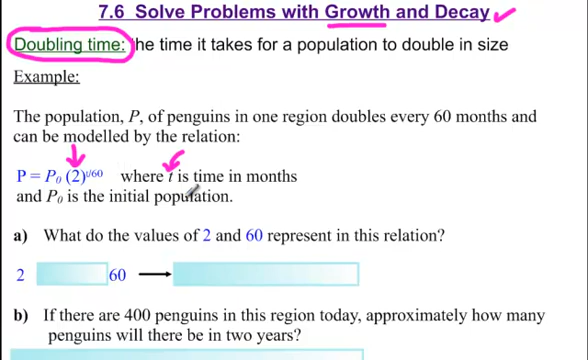 7.6 Solve Problems with Growth and Decay
Doubling time: the time it takes for a population to double in size
Example:
The population, P, of penguins in one region doubles every 60 months and
can be modelled by the relation:
P = P₀ (2)^t/60 where t is time in months
and P₀ is the initial population.
a) What do the values of 2 and 60 represent in this relation?
2 60
b) If there are 400 penguins in this region today, approximately how many
penguins will there be in two years?